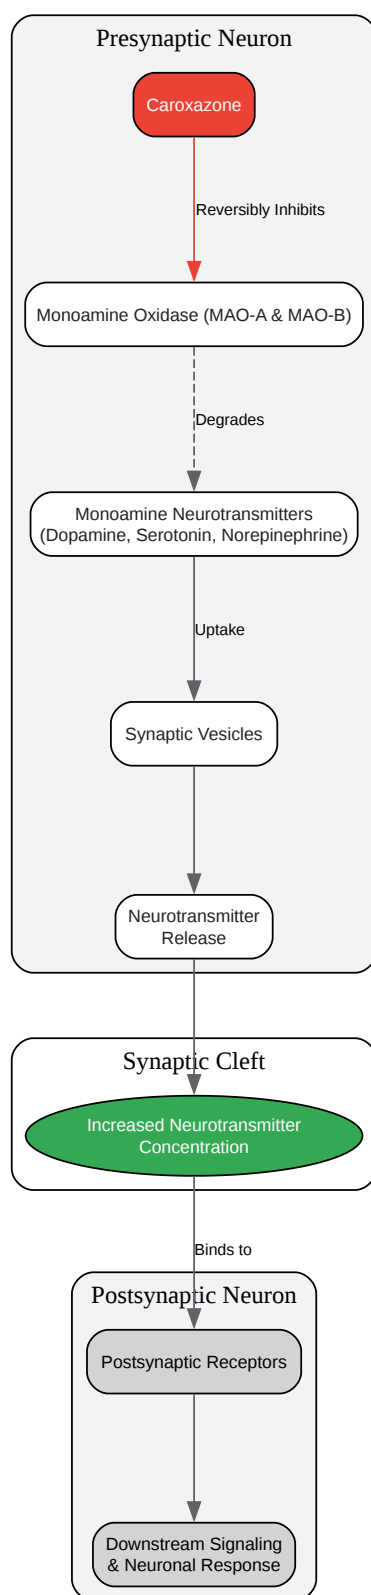 Presynaptic Neuron
Caroxazone
Reversibly Inhibits
Monoamine Oxidase (MAO-A & MAO-B)
Degrades
Monoamine Neurotransmitters
(Dopamine, Serotonin, Norepinephrine)
Uptake
Synaptic Vesicles
Neurotransmitter
Release
Synaptic Cleft
Increased Neurotransmitter
Concentration
Binds to
Postsynaptic Neuron
Postsynaptic Receptors
Downstream Signaling
& Neuronal Response